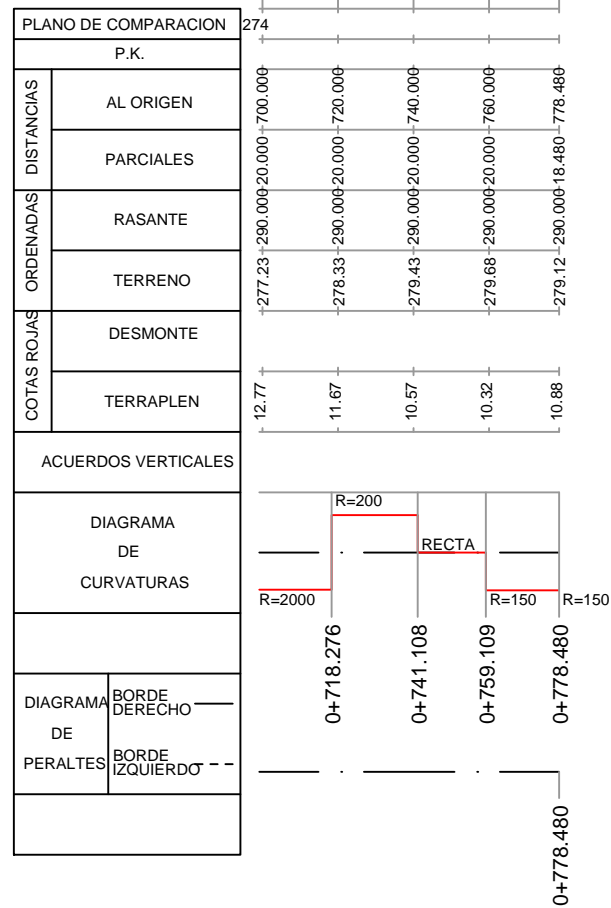 PLANO DE COMPARACION 274
P.K.
DISTANCIAS
AL ORIGEN 700.000 720.000 740.000 760.000 778.480
PARCIALES 20.000 20.000 20.000 20.000 18.480
ORDENADAS
RASANTE 290.000 290.000 290.000 290.000 290.000
TERRENO 277.23 278.33 279.43 279.68 279.12
COTAS ROJAS
DESMONTE
TERRAPLEN 12.77 11.67 10.57 10.32 10.88
ACUERDOS VERTICALES
DIAGRAMA
DE
CURVATURAS
R=2000
R=200
RECTA
R=150
R=150
0+718.276
0+741.108
0+759.109
0+778.480
DIAGRAMA
DE
PERALTES
BORDE
DERECHO
BORDE
IZQUIERDO
0+778.480